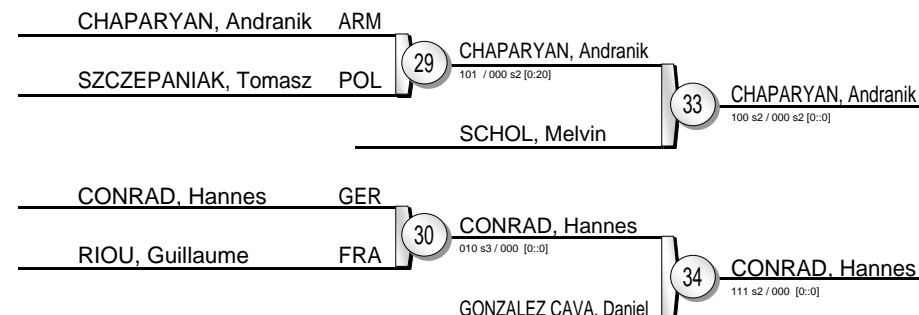 CHAPARYAN, Andranik ARM
29
CHAPARYAN, Andranik
101 / 000 s2 [0:20]
SZCZEPANIAK, Tomasz POL
33
CHAPARYAN, Andranik
100 s2 / 000 s2 [0::0]
SCHOL, Melvin
CONRAD, Hannes GER
30
CONRAD, Hannes
010 s3 / 000 [0::0]
RIOU, Guillaume FRA
34
CONRAD, Hannes
111 s2 / 000 [0::0]
GONZALEZ CAVA, Daniel